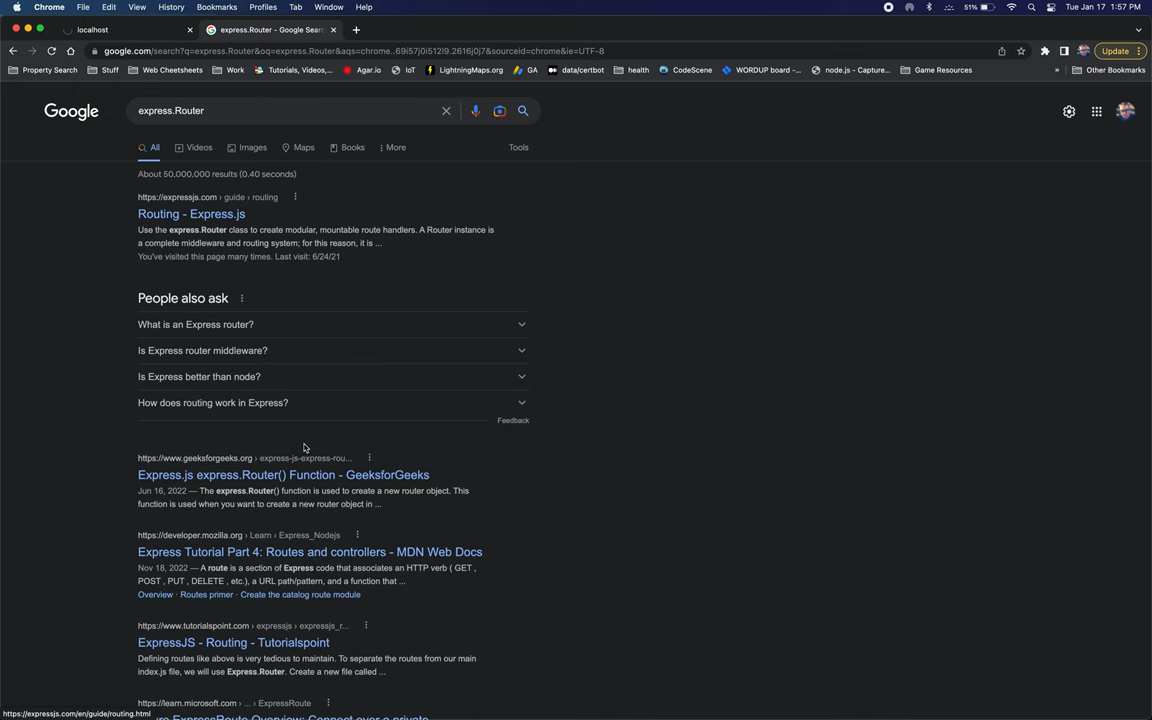 Chrome File Edit View History Bookmarks Profiles Tab Window Help 51% Tue Jan 17 1:57 PM
localhost express.Router - Google Sear
google.com/search?q=express.Router&oq=express.Router&aqs=chrome..69i57j0i512l9.2616j0j7&sourceid=chrome&ie=UTF-8 Update
Property Search Stuff Web Cheetsheets Work Tutorials, Videos,... Agar.io IoT LightningMaps.org GA data/certbot health CodeScene WORDUP board -... node.js - Captur... Game Resources » Other Bookmarks
Google express.Router
All Videos Images Maps Books More Tools
About 50,000,000 results (0.40 seconds)
https://expressjs.com › guide › routing
Routing - Express.js
Use the express.Router class to create modular, mountable route handlers. A Router instance is
a complete middleware and routing system; for this reason, it is ...
You've visited this page many times. Last visit: 6/24/21
People also ask
What is an Express router?
Is Express router middleware?
Is Express better than node?
How does routing work in Express?
Feedback
https://www.geeksforgeeks.org › express-js-express-rou...
Express.js express.Router() Function - GeeksforGeeks
Jun 16, 2022 — The express.Router() function is used to create a new router object. This
function is used when you want to create a new router object in ...
https://developer.mozilla.org › Learn › Express_Nodejs
Express Tutorial Part 4: Routes and controllers - MDN Web Docs
Nov 18, 2022 — A route is a section of Express code that associates an HTTP verb ( GET ,
POST , PUT , DELETE , etc.), a URL path/pattern, and a function that ...
Overview · Routes primer · Create the catalog route module
https://www.tutorialspoint.com › expressjs › expressjs_r...
ExpressJS - Routing - Tutorialspoint
Defining routes like above is very tedious to maintain. To separate the routes from our main
index.js file, we will use Express.Router. Create a new file called ...
https://learn.microsoft.com › ... › ExpressRoute
ExpressRoute Overview: Connect over a private
https://expressjs.com/en/guide/routing.html